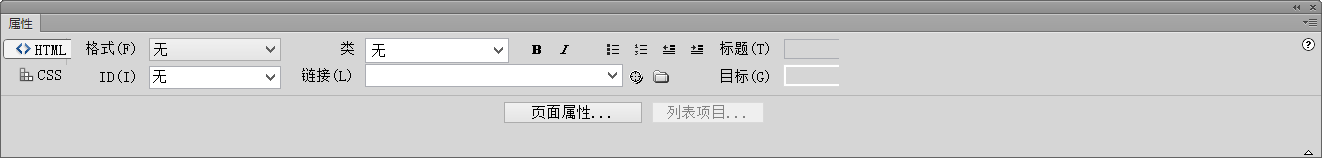 属性
HTML 格式(F) 无 类 无 B I 标题(T)
CSS ID(I) 无 链接(L) 目标(G)
页面属性... 列表项目...